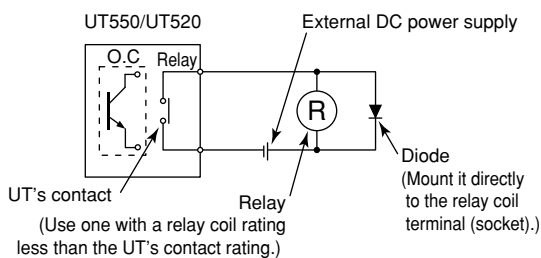 UT550/UT520
External DC power supply
O.C
Relay
R
UT's contact
Relay
(Use one with a relay coil rating
less than the UT's contact rating.)
Diode
(Mount it directly
to the relay coil
terminal (socket).)